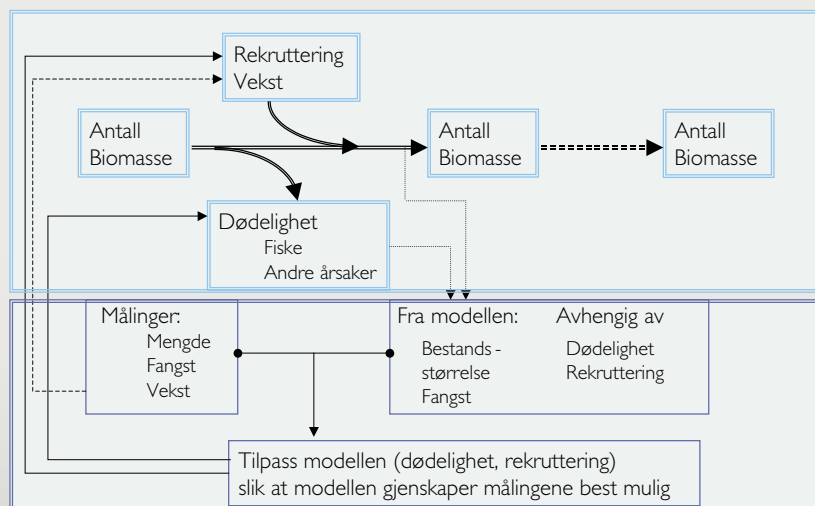 Rekruttering
Vekst
Antall
Biomasse
Antall
Biomasse
Antall
Biomasse
Dødelighet
Fiske
Andre årsaker
Målinger:
Mengde
Fangst
Vekst
Fra modellen:
Bestands-
størrelse
Fangst
Avhengig av
Dødelighet
Rekruttering
Tilpass modellen (dødelighet, rekruttering)
slik at modellen gjenskaper målingene best mulig